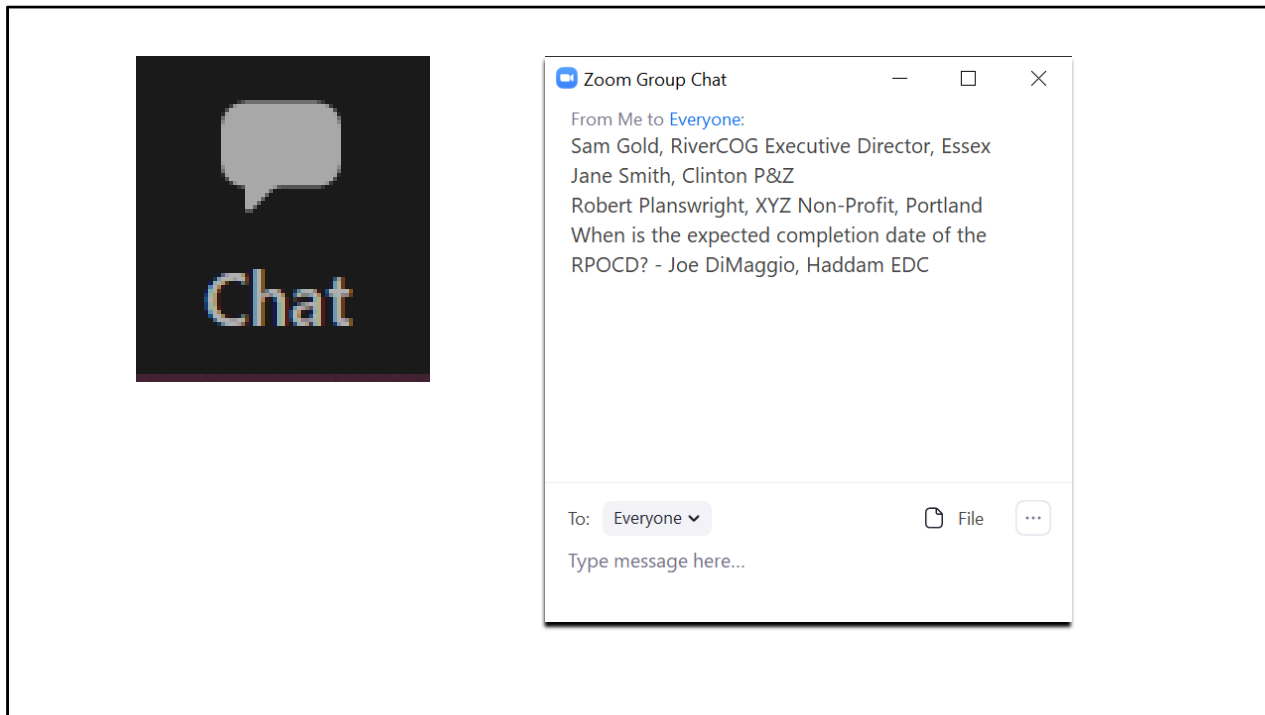 Chat
Zoom Group Chat
From Me to Everyone:
Sam Gold, RiverCOG Executive Director, Essex
Jane Smith, Clinton P&Z
Robert Planswright, XYZ Non-Profit, Portland
When is the expected completion date of the
RPOCD? - Joe DiMaggio, Haddam EDC
To: Everyone File
Type message here...